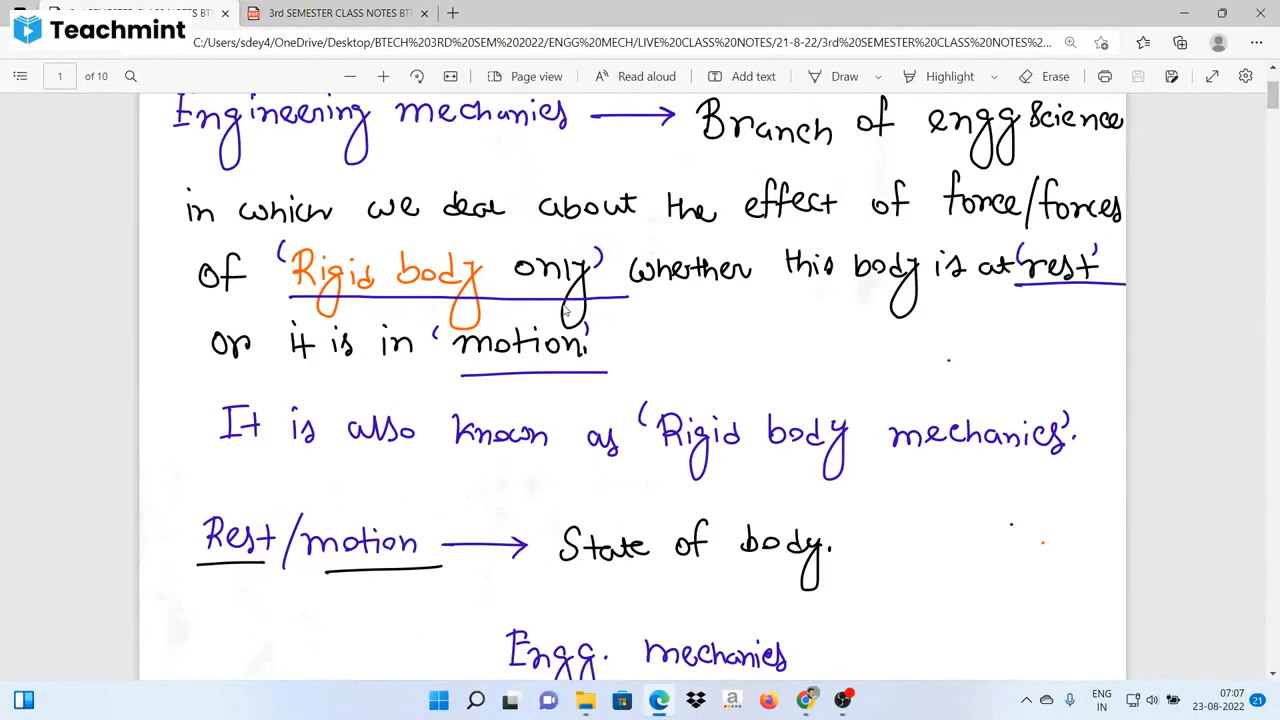 3rd SEMESTER CLASS NOTES BTE
Teachmint
C:/Users/sdey4/OneDrive/Desktop/BTECH%203RD%20SEM%202022/ENGG%20MECH/LIVE%20CLASS%20NOTES/21-8-22/3rd%20SEMESTER%20CLASS%20NOTES%...
1 of 10 Page view Read aloud Add text Draw Highlight Erase
Engineering mechanics → Branch of engg science
in which we deal about the effect of force/forces
of 'Rigid body only' whether this body is at 'rest'
or it is in 'motion.'
It is also known as 'Rigid body mechanics'.
Rest/motion → State of body.
Engg. mechanics
ENG 07:07
IN 23-08-2022 21